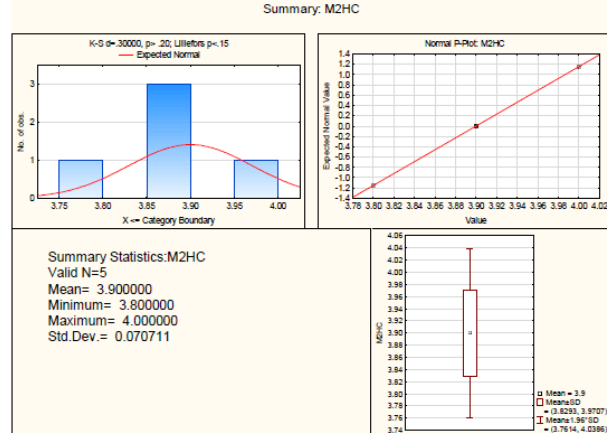 Summary: M2HC
K-S d=.30000, p> .20; Lilliefors p<.15
Expected Normal
No. of obs.
3
2
1
0
3.75 3.80 3.85 3.90 3.95 4.00
X <= Category Boundary
Normal P-Plot: M2HC
Expected Normal Value
1.4
1.2
1.0
0.8
0.6
0.4
0.2
0.0
-0.2
-0.4
-0.6
-0.8
-1.0
-1.2
-1.4
3.78 3.80 3.82 3.84 3.86 3.88 3.90 3.92 3.94 3.96 3.98 4.00 4.02
Value
Summary Statistics:M2HC
Valid N=5
Mean= 3.900000
Minimum= 3.800000
Maximum= 4.000000
Std.Dev.= 0.070711
M2HC
4.06
4.04
4.02
4.00
3.98
3.96
3.94
3.92
3.90
3.88
3.86
3.84
3.82
3.80
3.78
3.76
3.74
Mean = 3.9
Mean±SD
= (3.8293, 3.9707)
Mean±1.96*SD
= (3.7614, 4.0386)